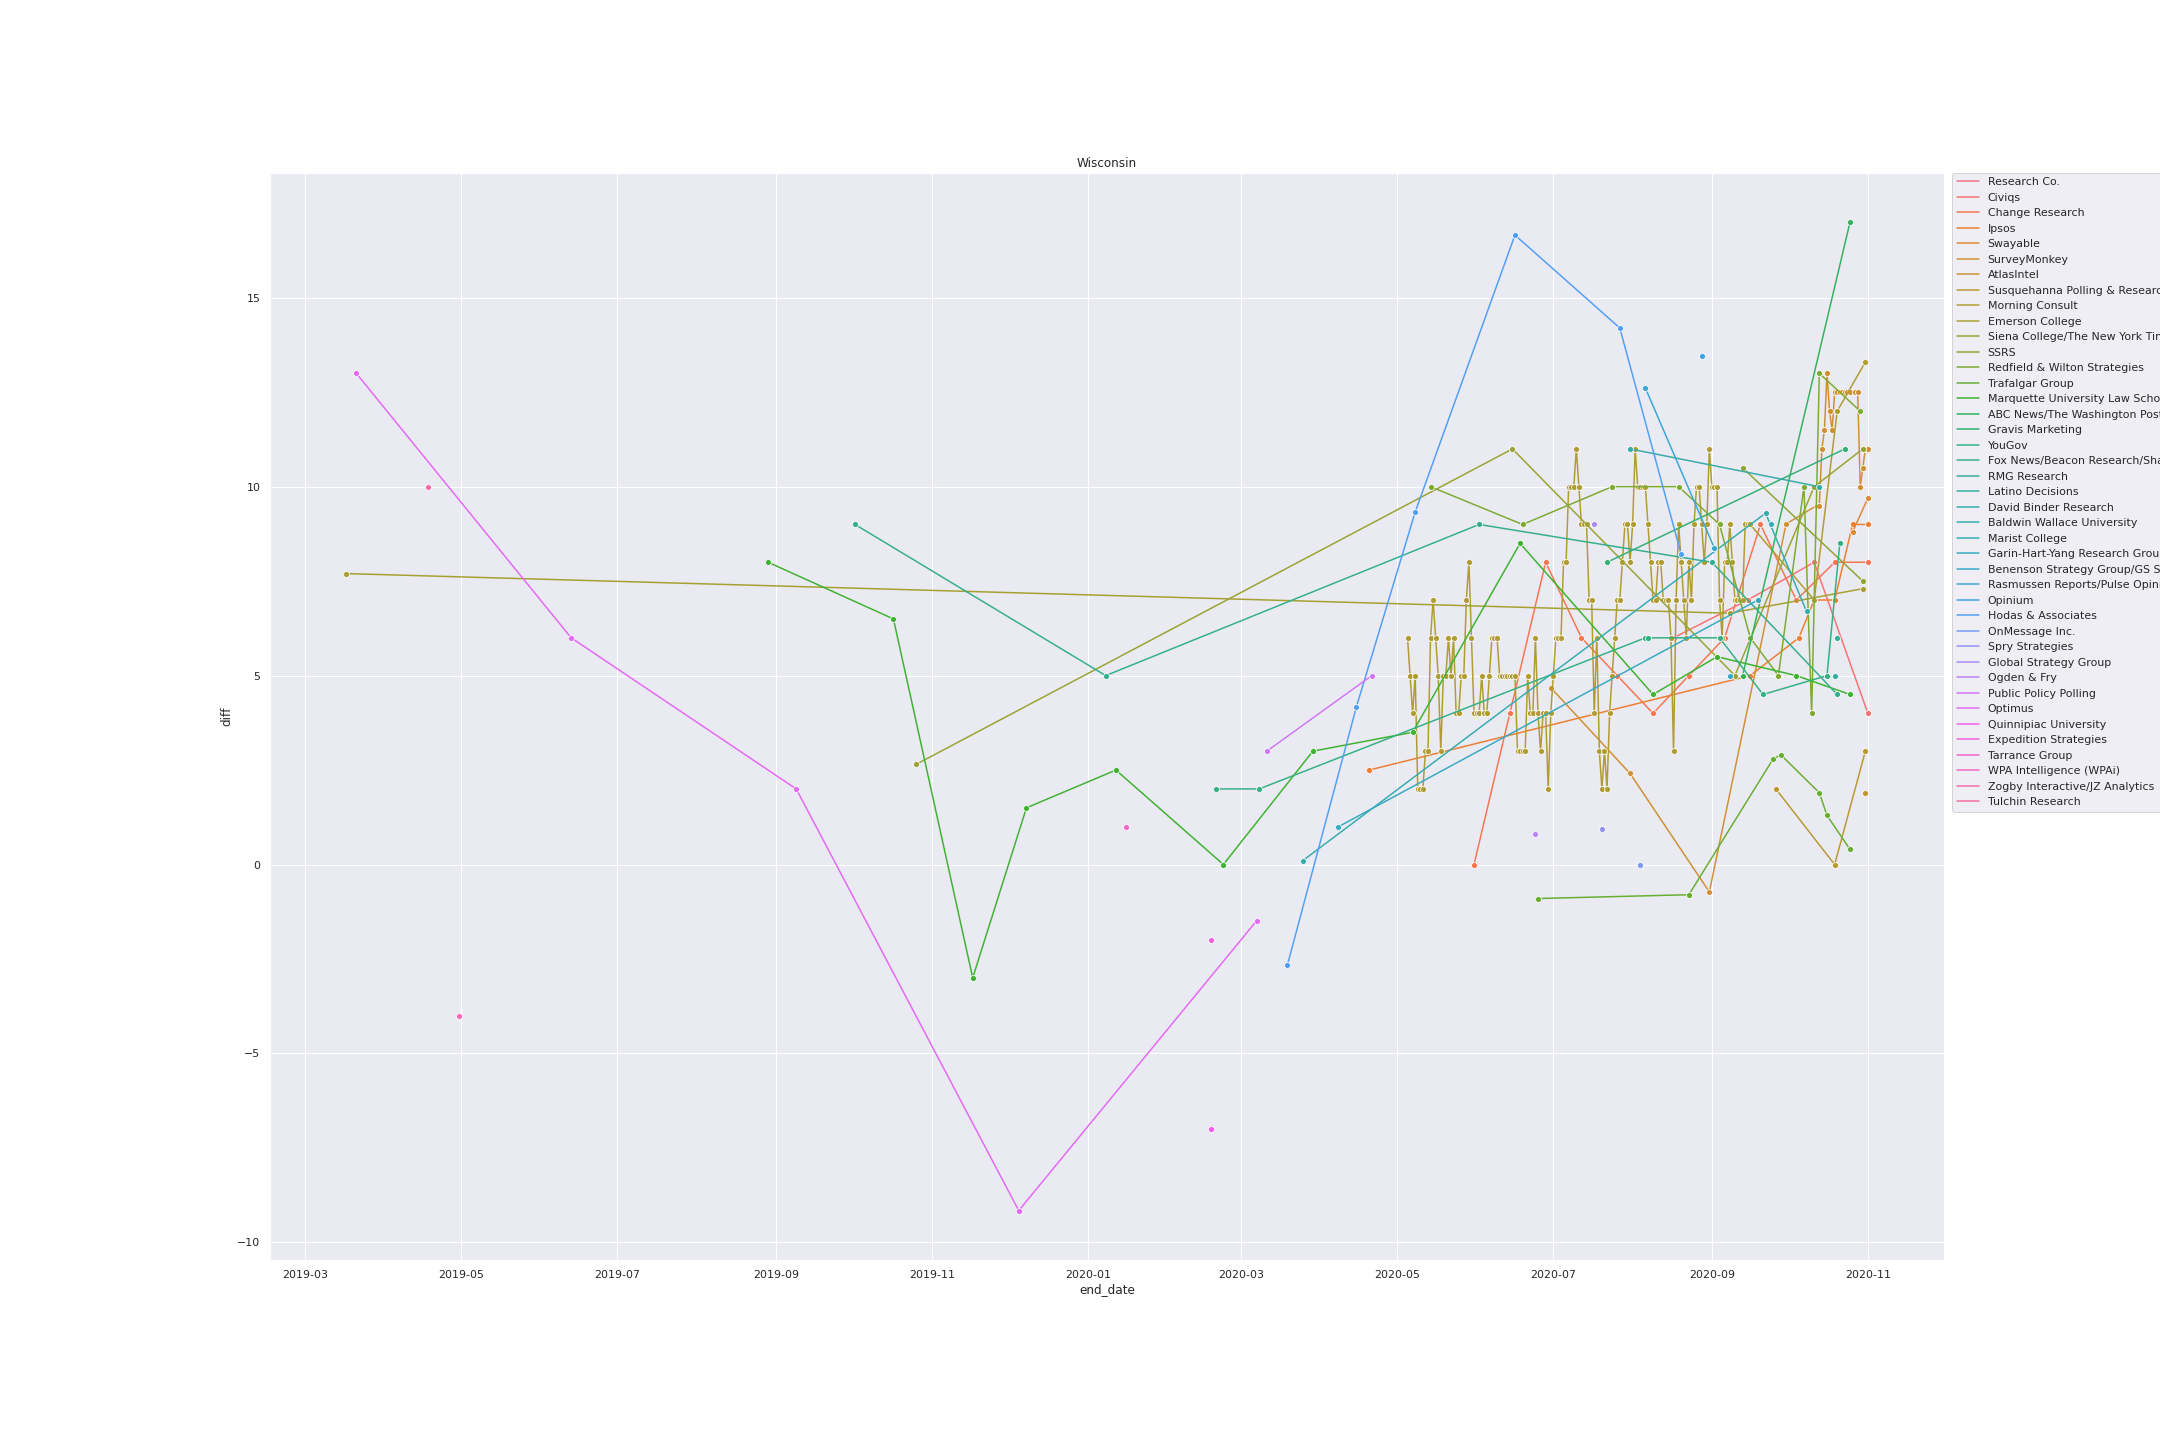 Wisconsin
15
10
5
0
−5
−10
diff
2019-03 2019-05 2019-07 2019-09 2019-11 2020-01 2020-03 2020-05 2020-07 2020-09 2020-11
end_date
Research Co.
Civiqs
Change Research
Ipsos
Swayable
SurveyMonkey
AtlasIntel
Susquehanna Polling & Researc
Morning Consult
Emerson College
Siena College/The New York Tim
SSRS
Redfield & Wilton Strategies
Trafalgar Group
Marquette University Law Scho
ABC News/The Washington Post
Gravis Marketing
YouGov
Fox News/Beacon Research/Sha
RMG Research
Latino Decisions
David Binder Research
Baldwin Wallace University
Marist College
Garin-Hart-Yang Research Grou
Benenson Strategy Group/GS S
Rasmussen Reports/Pulse Opini
Opinium
Hodas & Associates
OnMessage Inc.
Spry Strategies
Global Strategy Group
Ogden & Fry
Public Policy Polling
Optimus
Quinnipiac University
Expedition Strategies
Tarrance Group
WPA Intelligence (WPAi)
Zogby Interactive/JZ Analytics
Tulchin Research